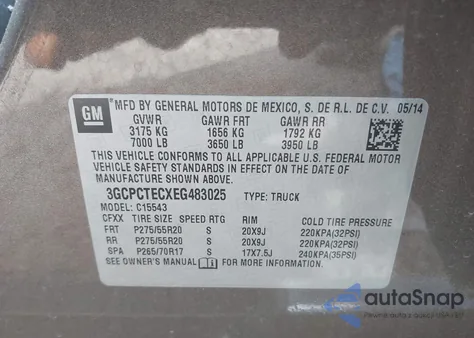 GM
MFD BY GENERAL MOTORS DE MEXICO, S. DE R.L. DE C.V. 05/14
GVWR GAWR FRT GAWR RR
3175 KG 1656 KG 1792 KG
7000 LB 3650 LB 3950 LB
THIS VEHICLE CONFORMS TO ALL APPLICABLE U.S. FEDERAL MOTOR
VEHICLE SAFETY STANDARDS IN EFFECT ON THE DATE OF
MANUFACTURE SHOWN ABOVE.
3GCPCTECXEG483025 TYPE: TRUCK
MODEL: C15543
CFXX TIRE SIZE SPEED RTG RIM COLD TIRE PRESSURE
FRT P275/55R20 S 20X9J 220KPA(32PSI)
RR P275/55R20 S 20X9J 220KPA(32PSI)
SPA P265/70R17 S 17X7.5J 240KPA(35PSI)
SEE OWNER'S MANUAL FOR ADDITIONAL INFORMATION
autoSnap